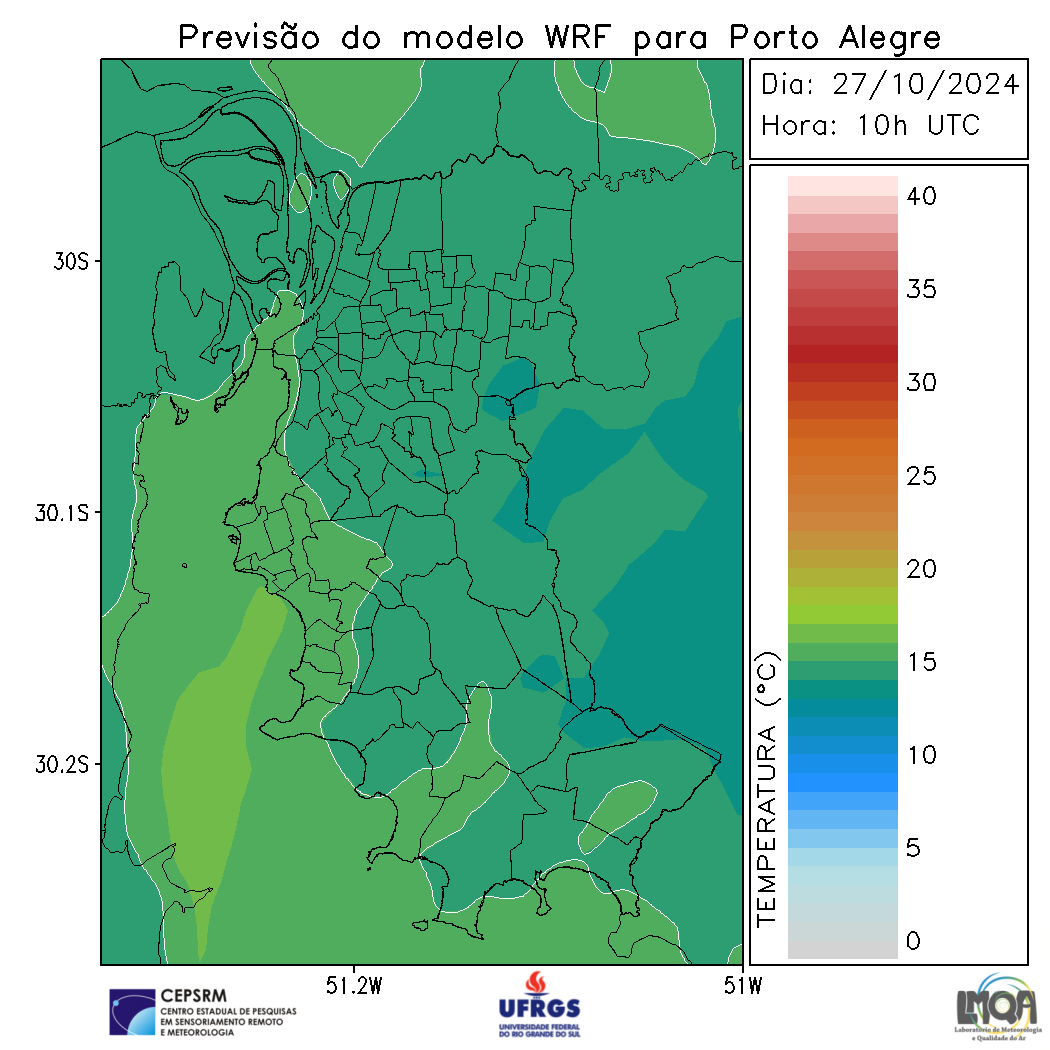 Previsão do modelo WRF para Porto Alegre
Dia: 27/10/2024
Hora: 10h UTC
30S
30.1S
30.2S
51.2W
51W
TEMPERATURA (°C)
40
35
30
25
20
15
10
5
0
CEPSRM
CENTRO ESTADUAL DE PESQUISAS
EM SENSORIAMENTO REMOTO
E METEOROLOGIA
UFRGS
UNIVERSIDADE FEDERAL
DO RIO GRANDE DO SUL
LMQA
Laboratório de Meteorologia
e Qualidade do Ar